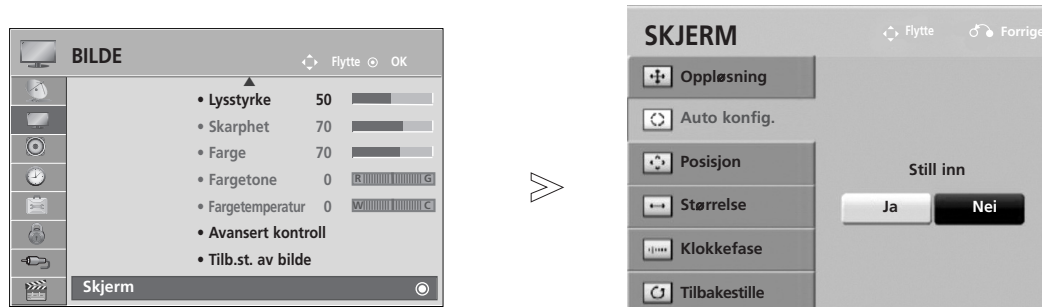 BILDE
Flytte OK
• Lysstyrke 50
• Skarphet 70
• Farge 70
• Fargetone 0 R G
• Fargetemperatur 0 W C
• Avansert kontroll
• Tilb.st. av bilde
Skjerm
SKJERM
Flytte Forrige
Oppløsning
Auto konfig.
Posisjon
Størrelse
Klokkefase
Tilbakestille
Still inn
Ja Nei